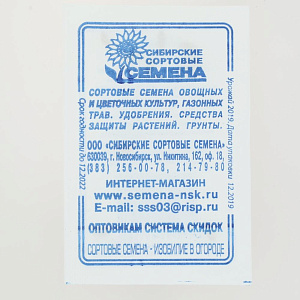 СИБИРСКИЕ
СОРТОВЫЕ
СЕМЕНА
СОРТОВЫЕ СЕМЕНА ОВОЩНЫХ
И ЦВЕТОЧНЫХ КУЛЬТУР, ГАЗОННЫХ
ТРАВ. УДОБРЕНИЯ. СРЕДСТВА
ЗАЩИТЫ РАСТЕНИЙ. ГРУНТЫ.
ООО «СИБИРСКИЕ СОРТОВЫЕ СЕМЕНА»
630039, г. Новосибирск, ул. Никитина, 162, оф. 18,
(383) 256-00-78, 214-79-80
ИНТЕРНЕТ-МАГАЗИН
www.semena-nsk.ru
E-mail: sss03@risp.ru
ОПТОВИКАМ СИСТЕМА СКИДОК
СОРТОВЫЕ СЕМЕНА - ИЗОБИЛИЕ В ОГОРОДЕ
Срок годности до 12.2022
Урожай 2019. Дата упаковки 12.2019